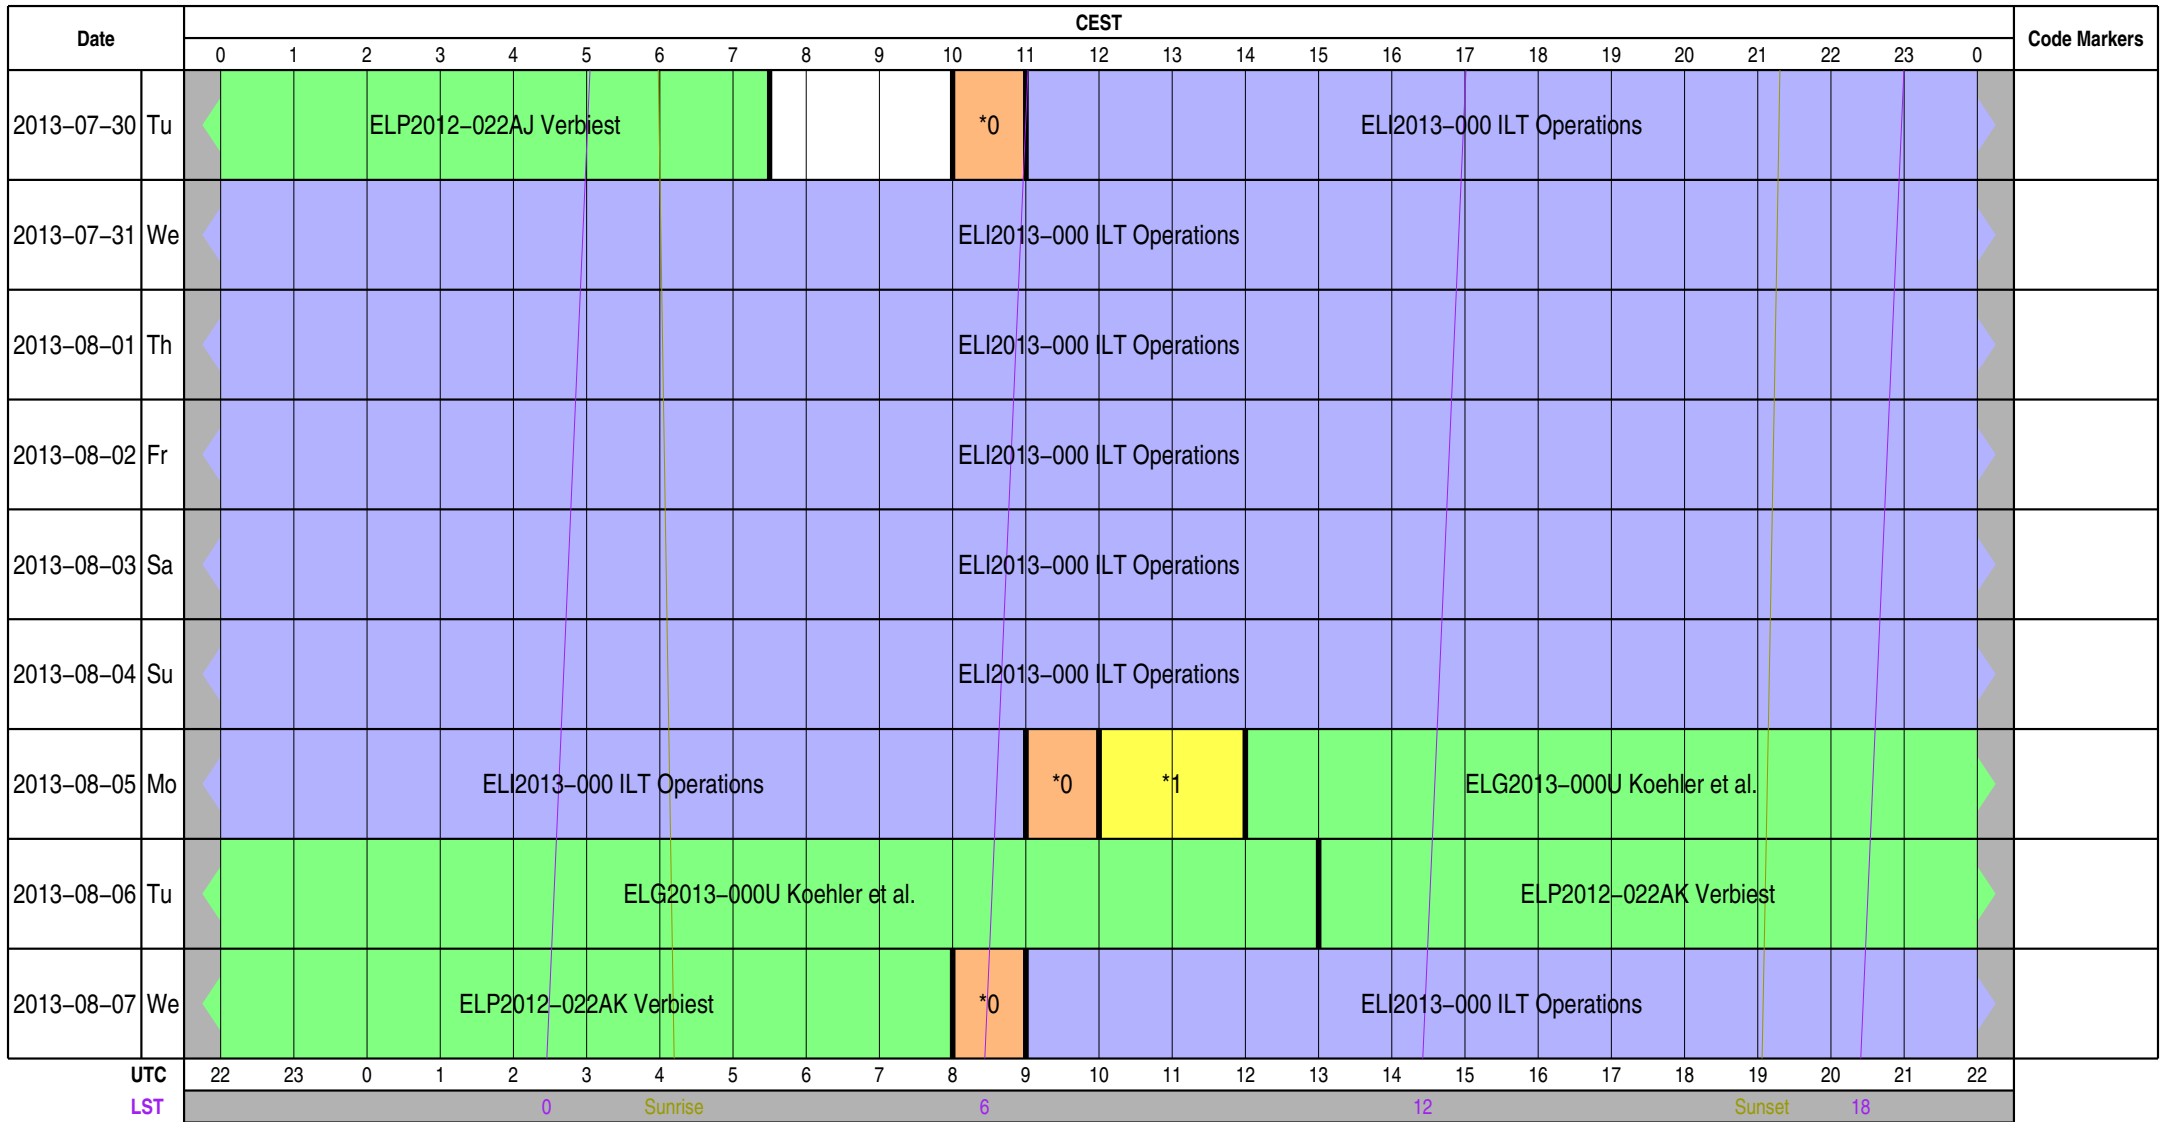 Date CEST Code Markers
0 1 2 3 4 5 6 7 8 9 10 11 12 13 14 15 16 17 18 19 20 21 22 23 0
2013–07–30 Tu ELP2012–022AJ Verbiest *0 ELI2013–000 ILT Operations
2013–07–31 We ELI2013–000 ILT Operations
2013–08–01 Th ELI2013–000 ILT Operations
2013–08–02 Fr ELI2013–000 ILT Operations
2013–08–03 Sa ELI2013–000 ILT Operations
2013–08–04 Su ELI2013–000 ILT Operations
2013–08–05 Mo ELI2013–000 ILT Operations *0 *1 ELG2013–000U Koehler et al.
2013–08–06 Tu ELG2013–000U Koehler et al. ELP2012–022AK Verbiest
2013–08–07 We ELP2012–022AK Verbiest *0 ELI2013–000 ILT Operations
UTC 22 23 0 1 2 3 4 5 6 7 8 9 10 11 12 13 14 15 16 17 18 19 20 21 22
LST 0 Sunrise 6 12 Sunset 18